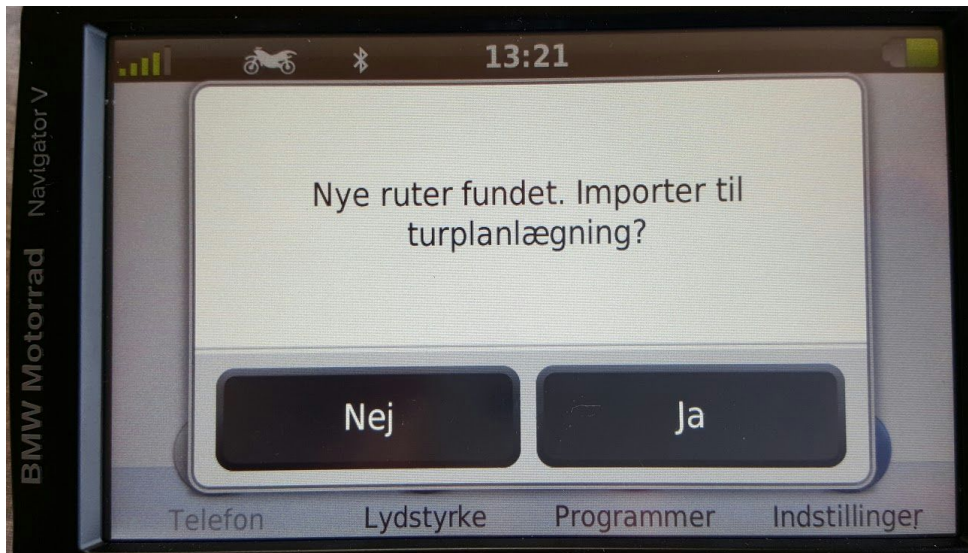 13:21
Nye ruter fundet. Importer til
turplanlægning?
Nej
Ja
Telefon
Lydstyrke
Programmer
Indstillinger
BMW Motorrad Navigator V